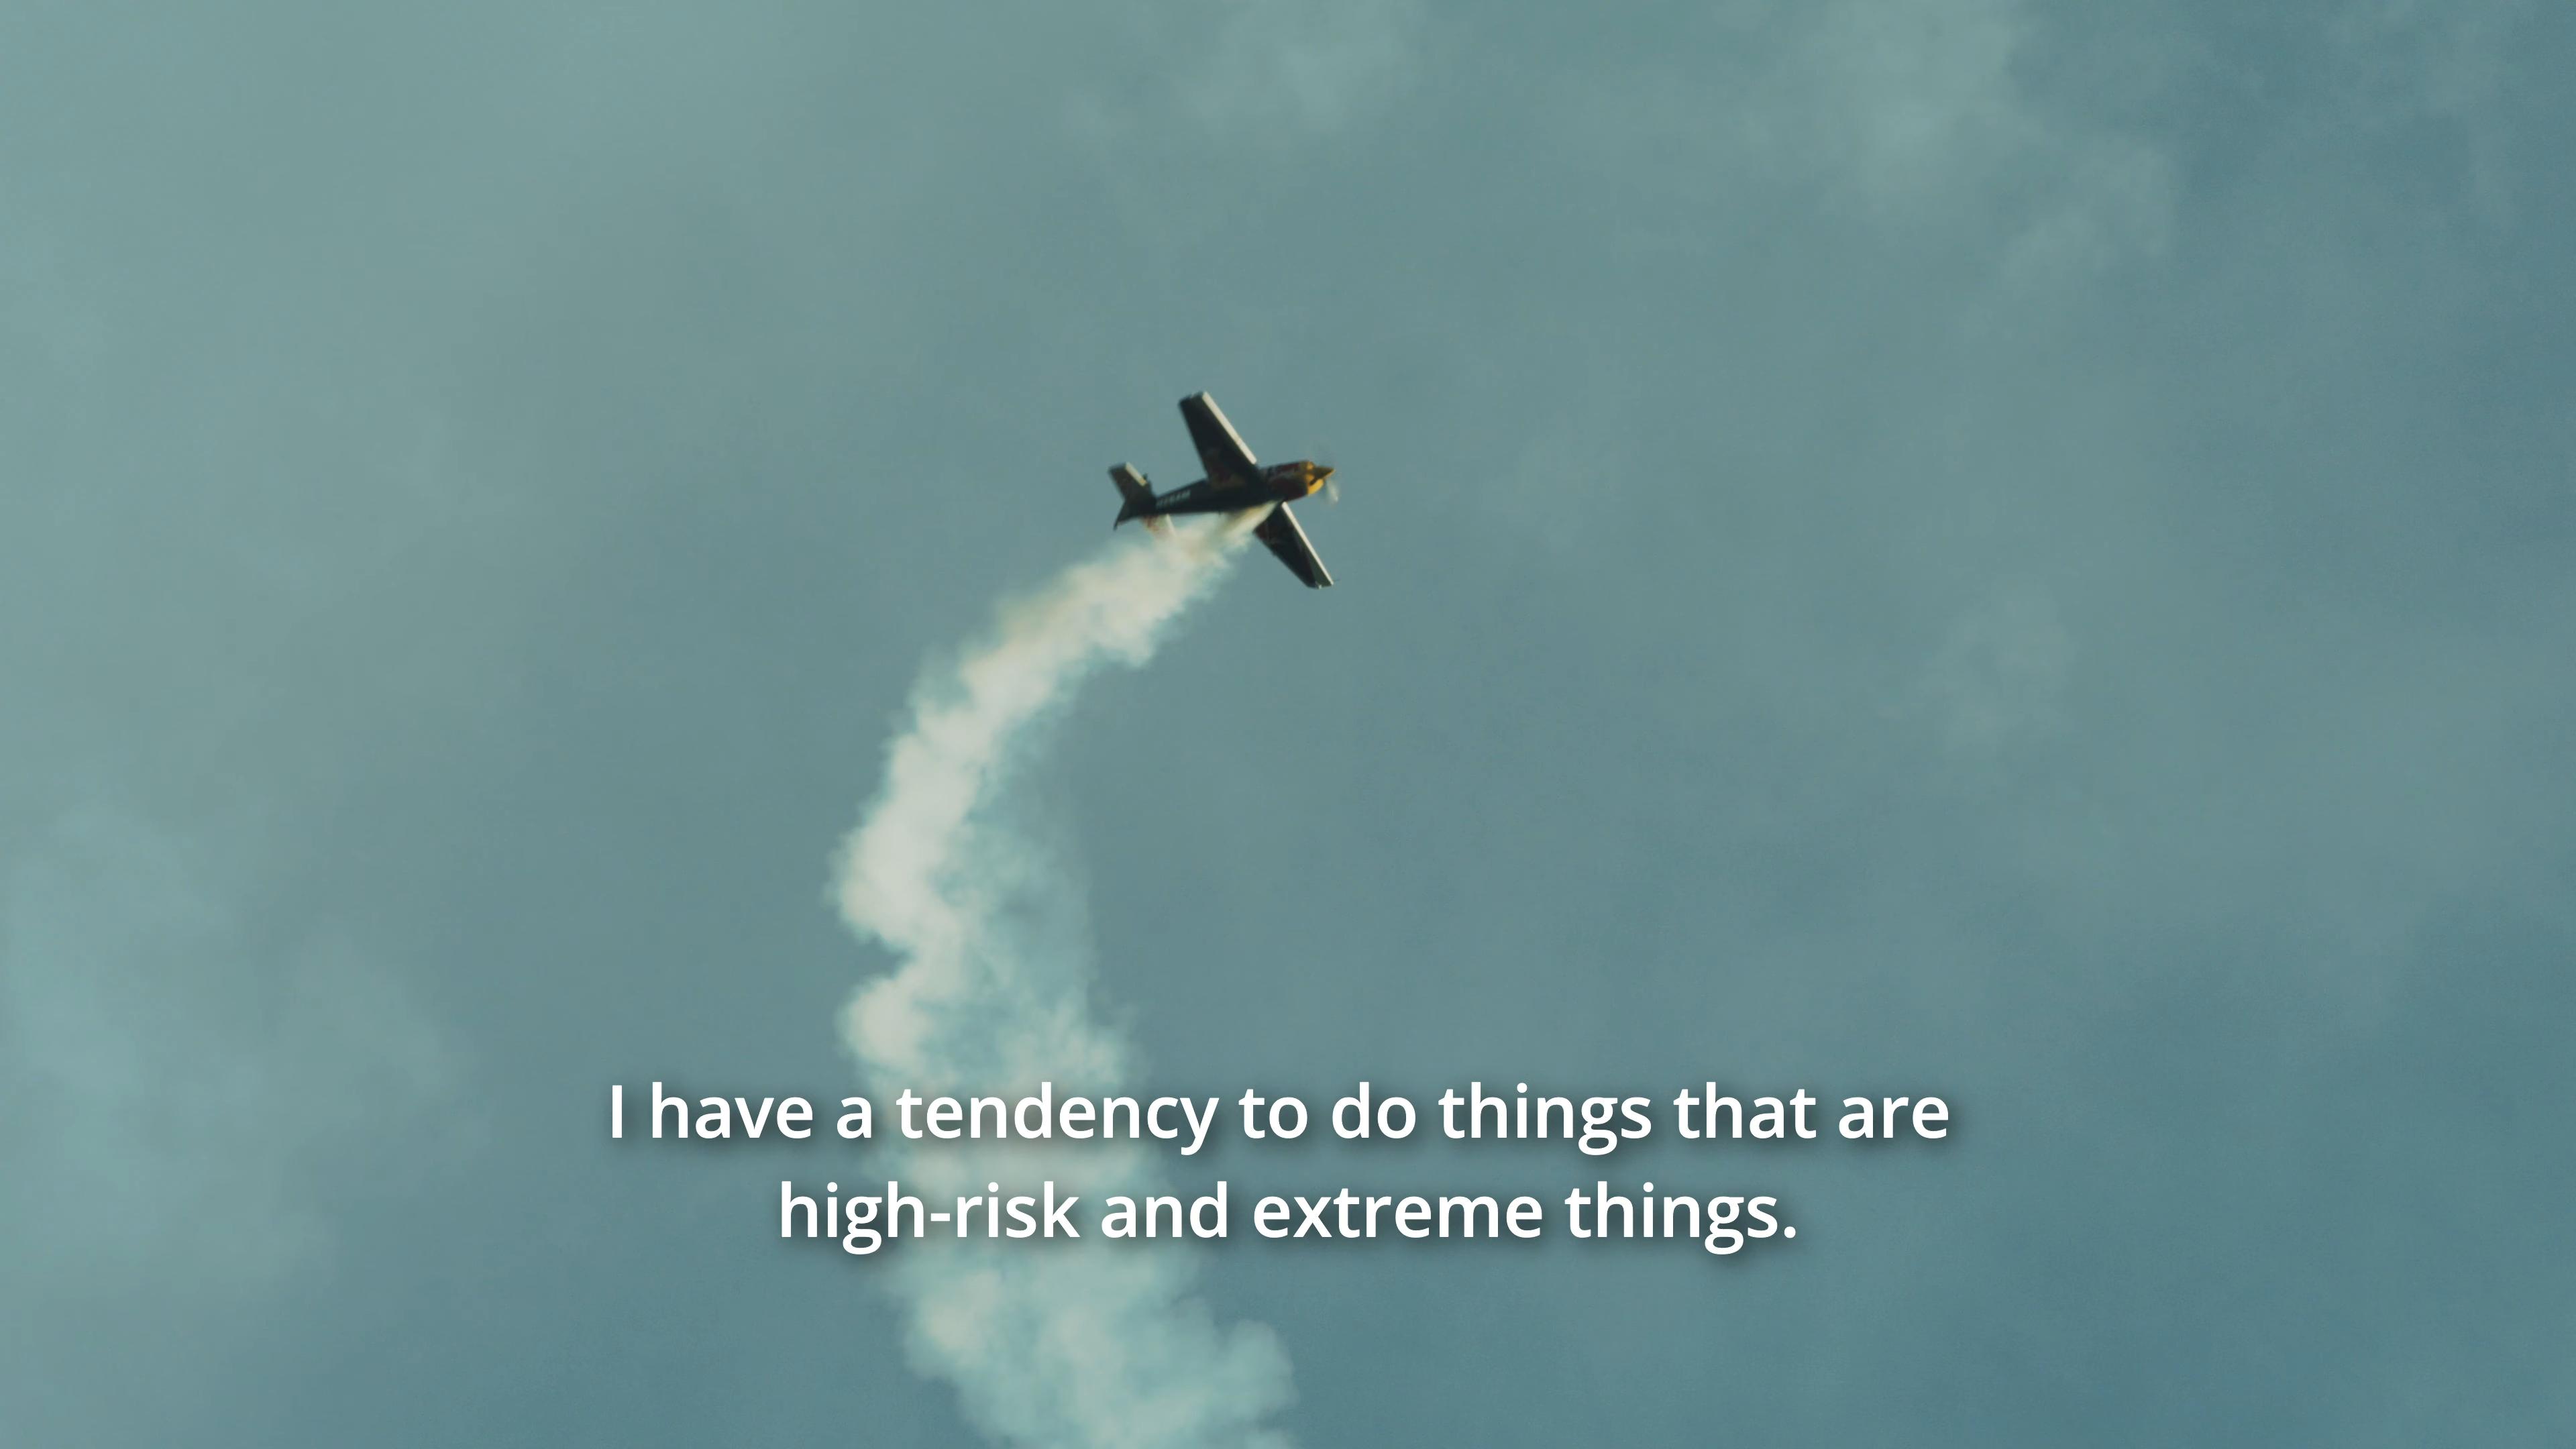 I have a tendency to do things that are
high-risk and extreme things.